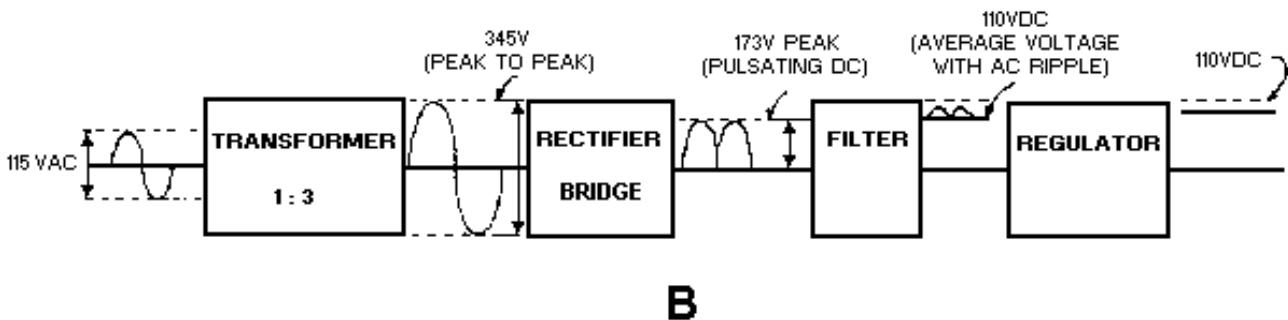 115 VAC
TRANSFORMER
1 : 3
345V
(PEAK TO PEAK)
RECTIFIER
BRIDGE
173V PEAK
(PULSATING DC)
FILTER
110VDC
(AVERAGE VOLTAGE
WITH AC RIPPLE)
REGULATOR
110VDC
B